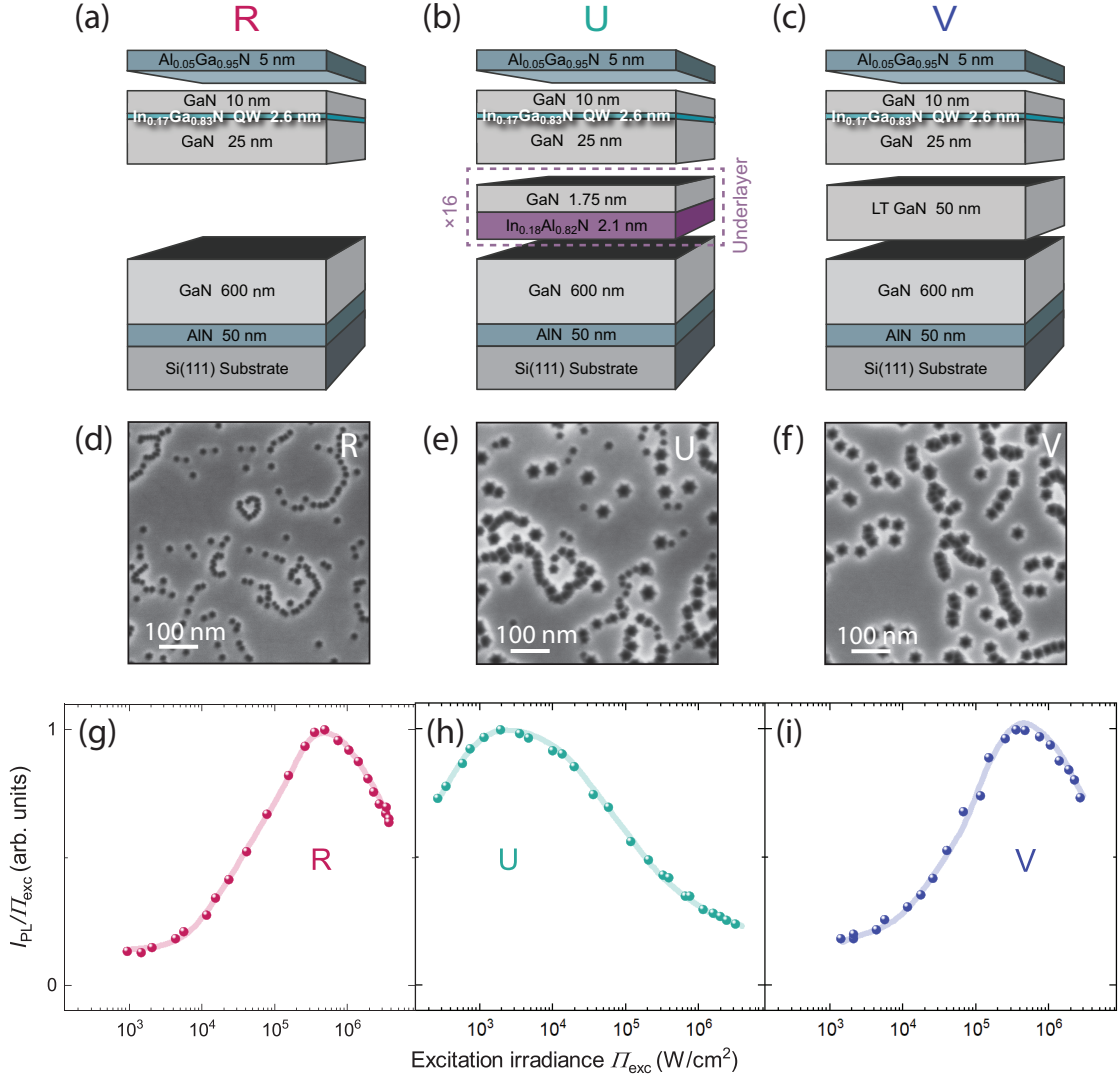 (a) R
Al₀.₀₅Ga₀.₉₅N 5 nm
GaN 10 nm
In₀.₁₇Ga₀.₈₃N QW 2.6 nm
GaN 25 nm
GaN 600 nm
AlN 50 nm
Si(111) Substrate
(b) U
Al₀.₀₅Ga₀.₉₅N 5 nm
GaN 10 nm
In₀.₁₇Ga₀.₈₃N QW 2.6 nm
GaN 25 nm
×16
GaN 1.75 nm
In₀.₁₈Al₀.₈₂N 2.1 nm
Underlayer
GaN 600 nm
AlN 50 nm
Si(111) Substrate
(c) V
Al₀.₀₅Ga₀.₉₅N 5 nm
GaN 10 nm
In₀.₁₇Ga₀.₈₃N QW 2.6 nm
GaN 25 nm
LT GaN 50 nm
GaN 600 nm
AlN 50 nm
Si(111) Substrate
(d) R
100 nm
(e) U
100 nm
(f) V
100 nm
I_PL/Π_exc (arb. units)
1
0
(g)
R
10³ 10⁴ 10⁵ 10⁶
(h)
U
10³ 10⁴ 10⁵ 10⁶
(i)
V
10³ 10⁴ 10⁵ 10⁶
Excitation irradiance Π_exc (W/cm²)